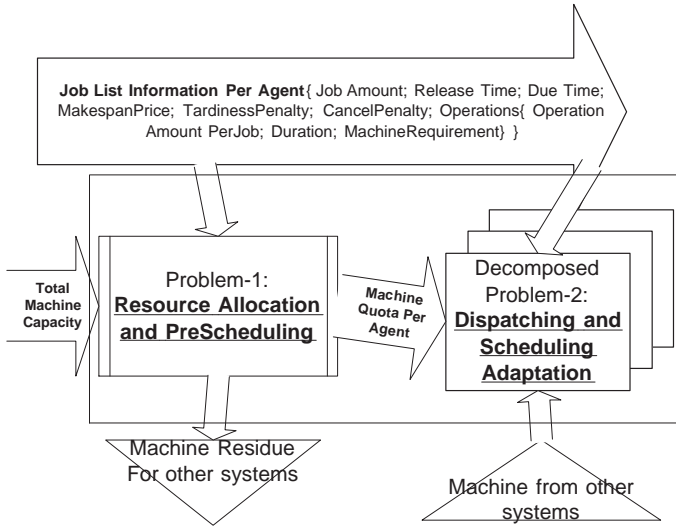 Job List Information Per Agent{ Job Amount; Release Time; Due Time;
MakespanPrice; TardinessPenalty; CancelPenalty; Operations{ Operation
Amount PerJob; Duration; MachineRequirement} }
Total
Machine
Capacity
Problem-1:
Resource Allocation
and PreScheduling
Machine
Quota Per
Agent
Decomposed
Problem-2:
Dispatching and
Scheduling
Adaptation
Machine Residue
For other systems
Machine from other
systems